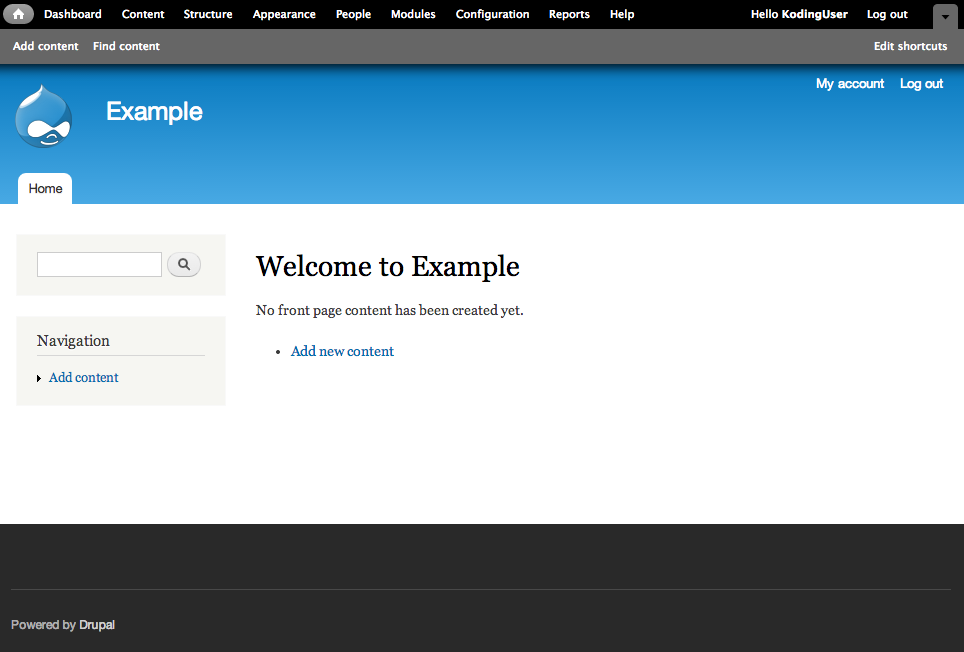 Dashboard Content Structure Appearance People Modules Configuration Reports Help Hello KodingUser Log out
Add content Find content Edit shortcuts
My account Log out
Example
Home
Welcome to Example
No front page content has been created yet.
Navigation
Add new content
Add content
Powered by Drupal